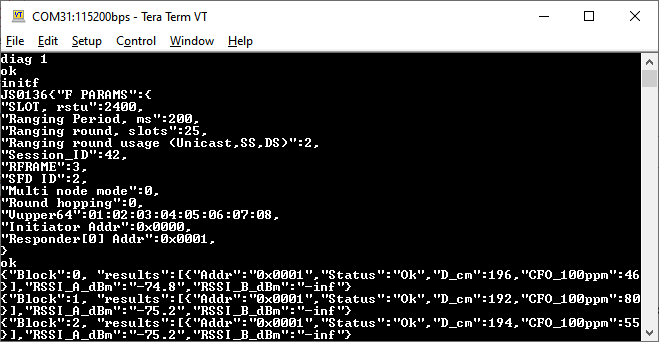 COM31:115200bps - Tera Term VT
File Edit Setup Control Window Help
diag 1
ok
initf
JS0136{"F PARAMS":{
"SLOT, rstu":2400,
"Ranging Period, ms":200,
"Ranging round, slots":25,
"Ranging round usage (Unicast,SS,DS)":2,
"Session_ID":42,
"RFRAME":3,
"SFD ID":2,
"Multi node mode":0,
"Round hopping":0,
"Vupper64":01:02:03:04:05:06:07:08,
"Initiator Addr":0x0000,
"Responder[0] Addr":0x0001,
}
ok
{"Block":0, "results":[{"Addr":"0x0001","Status":"Ok","D_cm":196,"CFO_100ppm":46
}],"RSSI_A_dBm":"-74.8","RSSI_B_dBm":"-inf"}
{"Block":1, "results":[{"Addr":"0x0001","Status":"Ok","D_cm":192,"CFO_100ppm":80
}],"RSSI_A_dBm":"-75.2","RSSI_B_dBm":"-inf"}
{"Block":2, "results":[{"Addr":"0x0001","Status":"Ok","D_cm":194,"CFO_100ppm":55
}],"RSSI_A_dBm":"-75.2","RSSI_B_dBm":"-inf"}